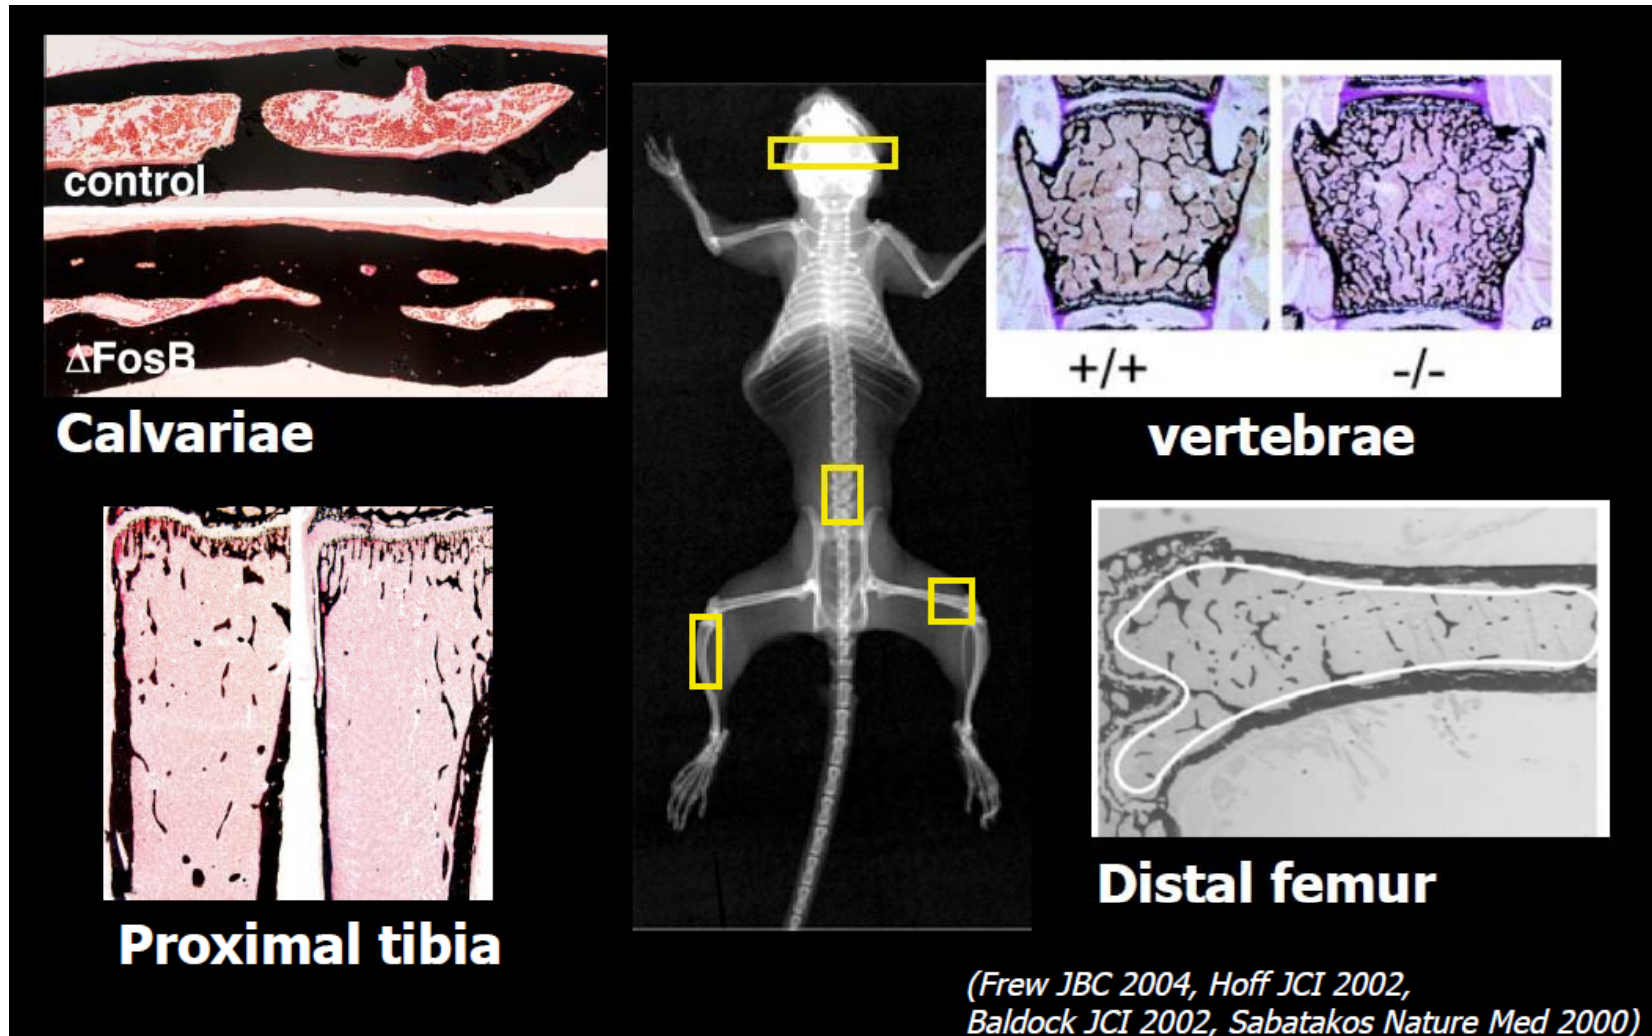 control
ΔFosB
Calvariae
+/+
-/-
vertebrae
Proximal tibia
Distal femur
(Frew JBC 2004, Hoff JCI 2002,
Baldock JCI 2002, Sabatakos Nature Med 2000)